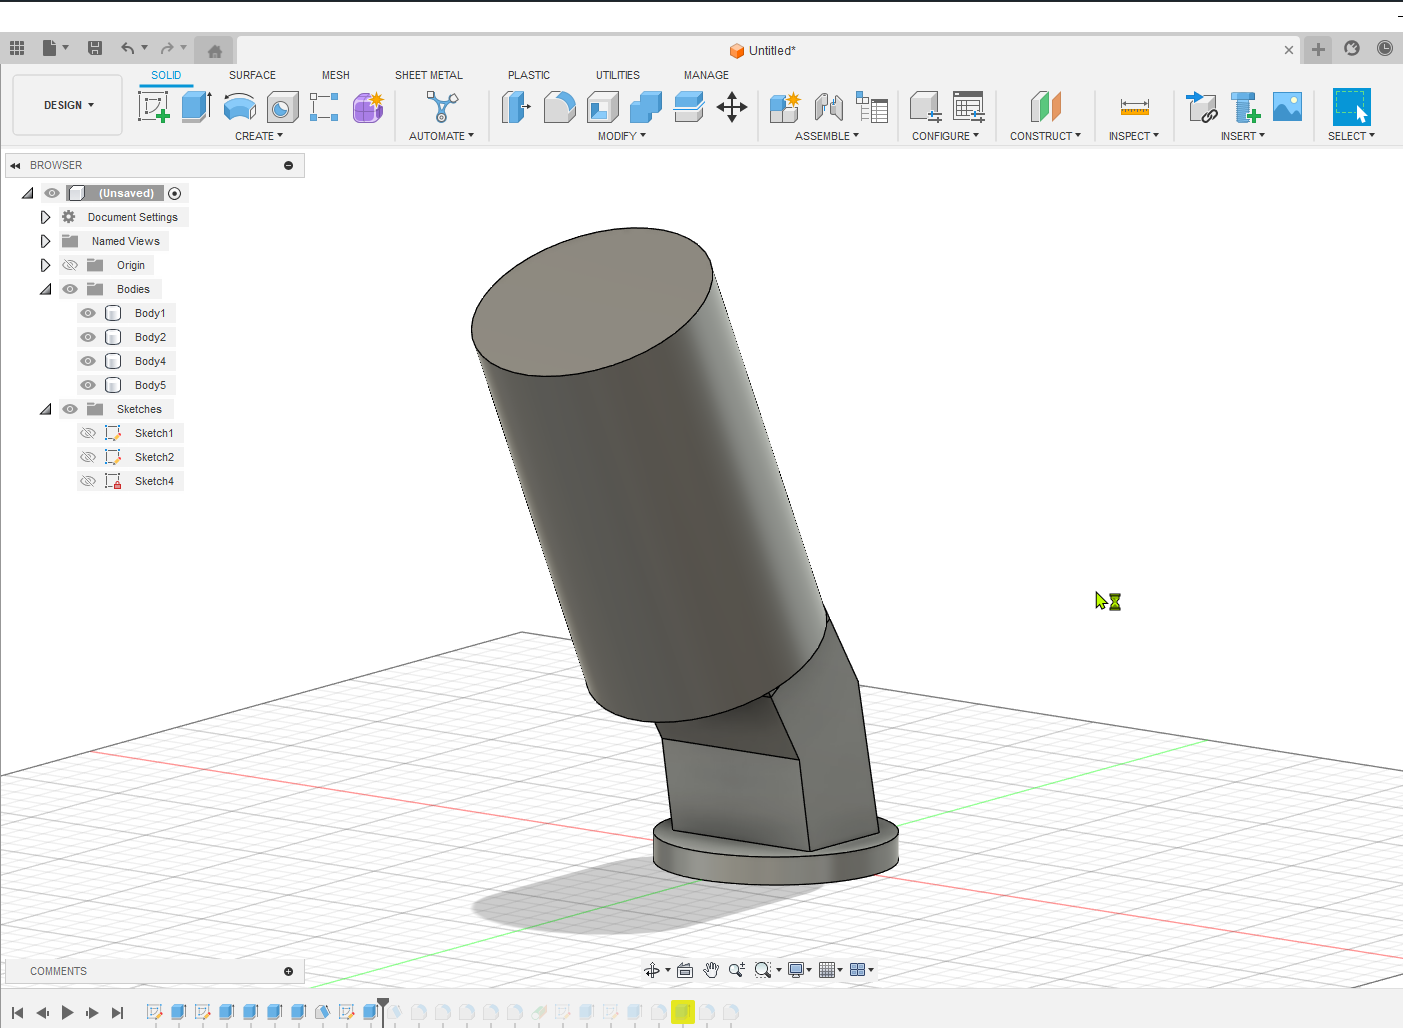 Untitled*
DESIGN
SOLID SURFACE MESH SHEET METAL PLASTIC UTILITIES MANAGE
CREATE AUTOMATE MODIFY ASSEMBLE CONFIGURE CONSTRUCT INSPECT INSERT SELECT
BROWSER
(Unsaved)
Document Settings
Named Views
Origin
Bodies
Body1
Body2
Body4
Body5
Sketches
Sketch1
Sketch2
Sketch4
COMMENTS